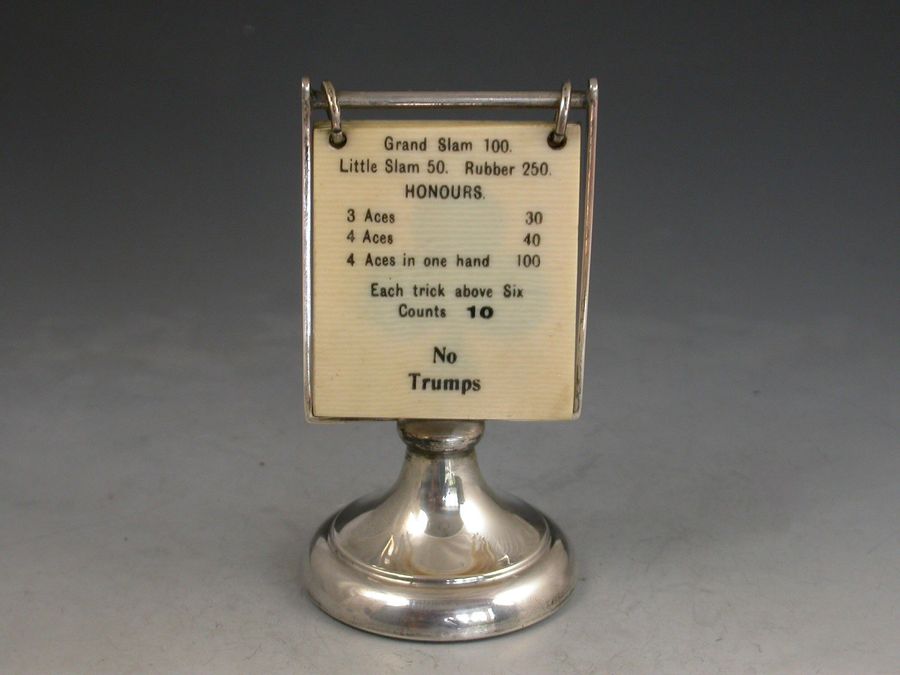 Grand Slam 100.
Little Slam 50. Rubber 250.
HONOURS.
3 Aces 30
4 Aces 40
4 Aces in one hand 100
Each trick above Six
Counts 10
No
Trumps